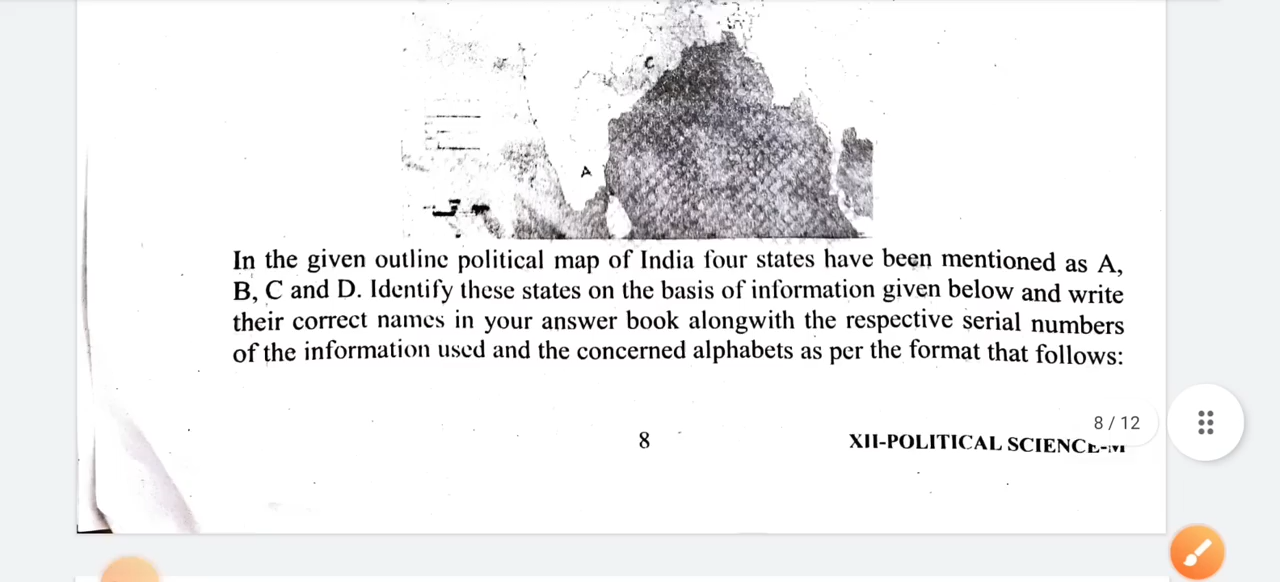 C
A
In the given outline political map of India four states have been mentioned as A,
B, C and D. Identify these states on the basis of information given below and write
their correct names in your answer book alongwith the respective serial numbers
of the information used and the concerned alphabets as per the format that follows:
8 / 12
8
XII-POLITICAL SCIENCE-M